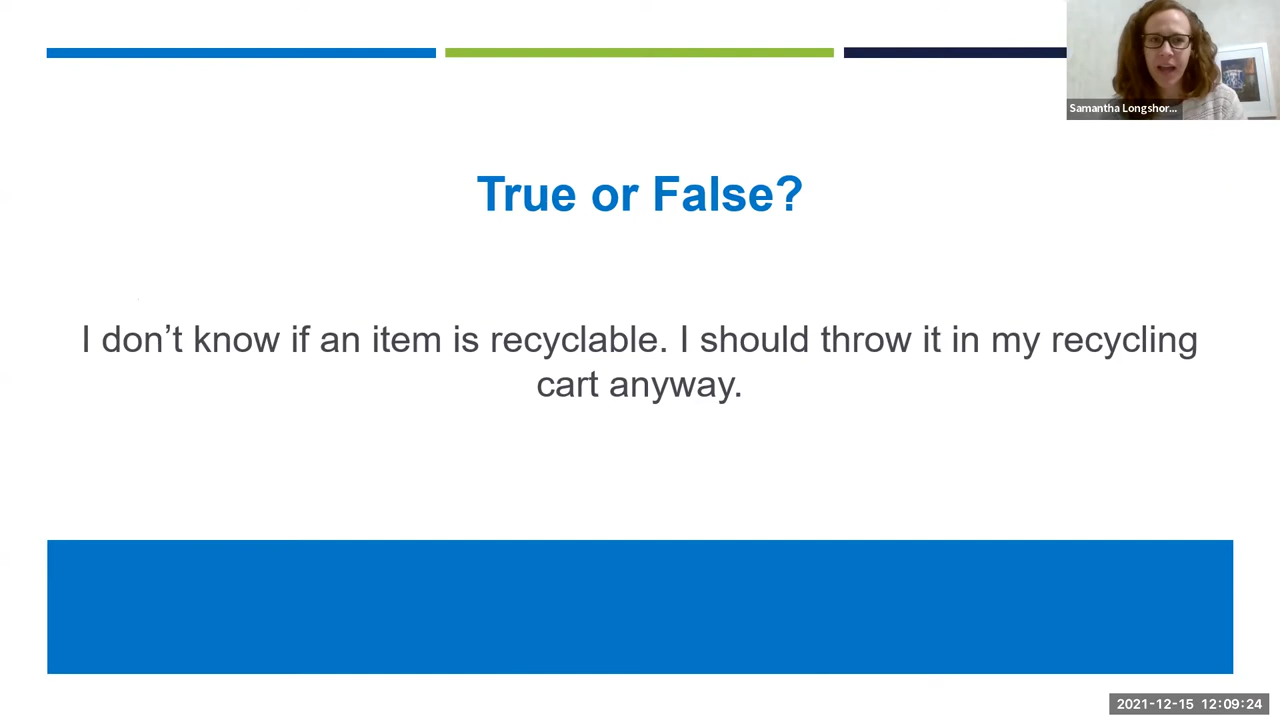 Samantha Longshor...
True or False?
I don’t know if an item is recyclable. I should throw it in my recycling
cart anyway.
2021-12-15 12:09:24